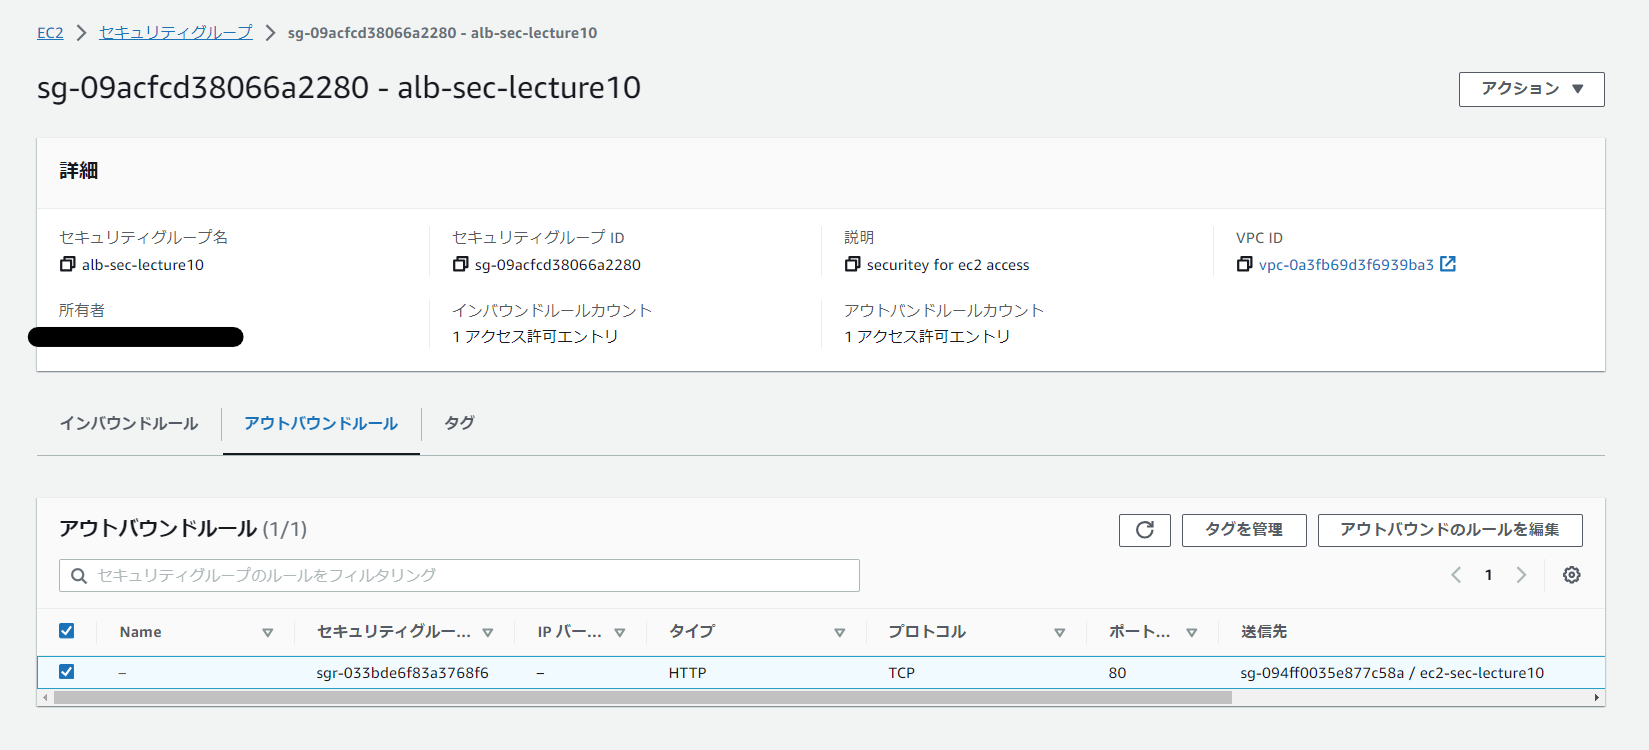 EC2 セキュリティグループ sg-09acfcd38066a2280 - alb-sec-lecture10
sg-09acfcd38066a2280 - alb-sec-lecture10
アクション
詳細
セキュリティグループ名
alb-sec-lecture10
セキュリティグループ ID
sg-09acfcd38066a2280
説明
securitey for ec2 access
VPC ID
vpc-0a3fb69d3f6939ba3
所有者
インバウンドルールカウント
1 アクセス許可エントリ
アウトバンドルールカウント
1 アクセス許可エントリ
インバウンドルール アウトバウンドルール タグ
アウトバウンドルール (1/1)
タグを管理 アウトバウンドのルールを編集
セキュリティグループのルールをフィルタリング
1
Name セキュリティグルー... IP バー... タイプ プロトコル ポート... 送信先
– sgr-033bde6f83a3768f6 – HTTP TCP 80 sg-094ff0035e877c58a / ec2-sec-lecture10